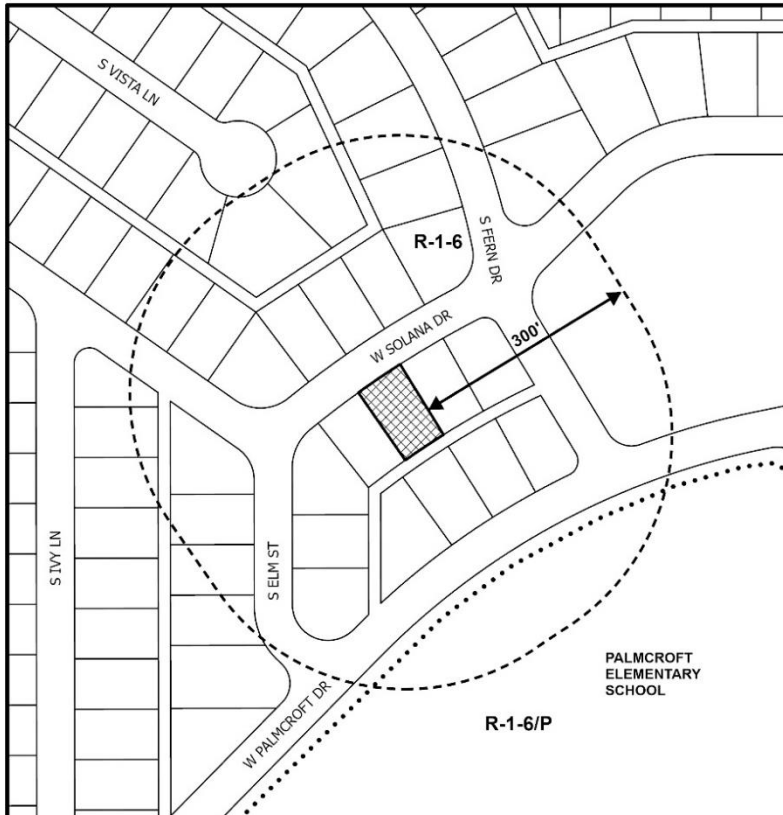 S VISTA LN
S FERN DR
R-1-6
W SOLANA DR
300'
S IVY LN
S ELM ST
PALMCROFT
ELEMENTARY
SCHOOL
W PALMCROFT DR
R-1-6/P